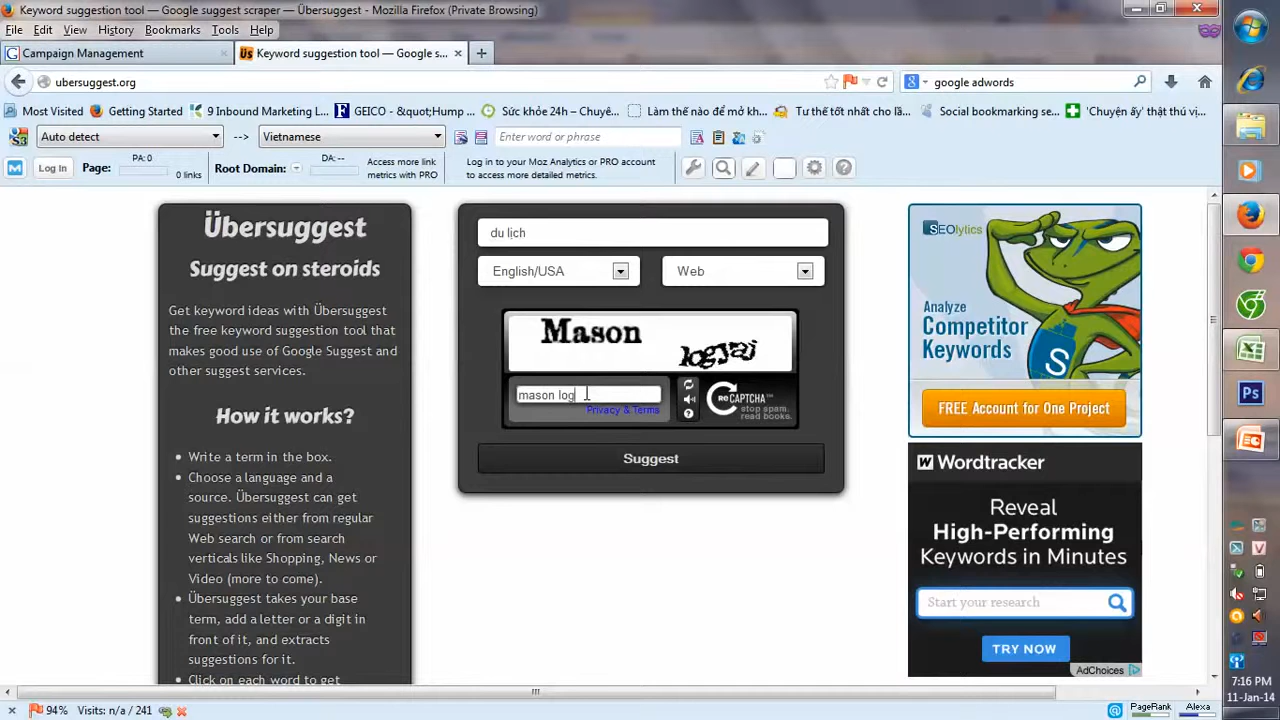 Keyword suggestion tool — Google suggest scraper — Übersuggest - Mozilla Firefox (Private Browsing)
File Edit View History Bookmarks Tools Help
Campaign Management
Keyword suggestion tool — Google s...
ubersuggest.org
google adwords
Most Visited Getting Started 9 Inbound Marketing L... GEICO - &quot;Hump ... Sức khỏe 24h – Chuyê... Làm thế nào để mở kh... Tư thế tốt nhất cho lầ... Social bookmarking se... 'Chuyện ấy' thật thú vị...
Auto detect --> Vietnamese Enter word or phrase
Log In Page: PA: 0 0 links Root Domain: DA: --
Access more link
metrics with PRO
Log in to your Moz Analytics or PRO account
to access more detailed metrics.
Übersuggest
Suggest on steroids
Get keyword ideas with Übersuggest
the free keyword suggestion tool that
makes good use of Google Suggest and
other suggest services.
How it works?
Write a term in the box.
Choose a language and a
source. Übersuggest can get
suggestions either from regular
Web search or from search
verticals like Shopping, News or
Video (more to come).
Übersuggest takes your base
term, add a letter or a digit in
front of it, and extracts
suggestions for it.
Click on each word to get
du lịch
English/USA Web
Mason
mason log
Privacy & Terms
reCAPTCHA™
stop spam.
read books.
Suggest
SEOlytics
Analyze
Competitor
Keywords
S
FREE Account for One Project
Wordtracker
Reveal
High-Performing
Keywords in Minutes
Start your research
TRY NOW
AdChoices
94% Visits: n/a / 241
PageRank Alexa
7:16 PM
11-Jan-14